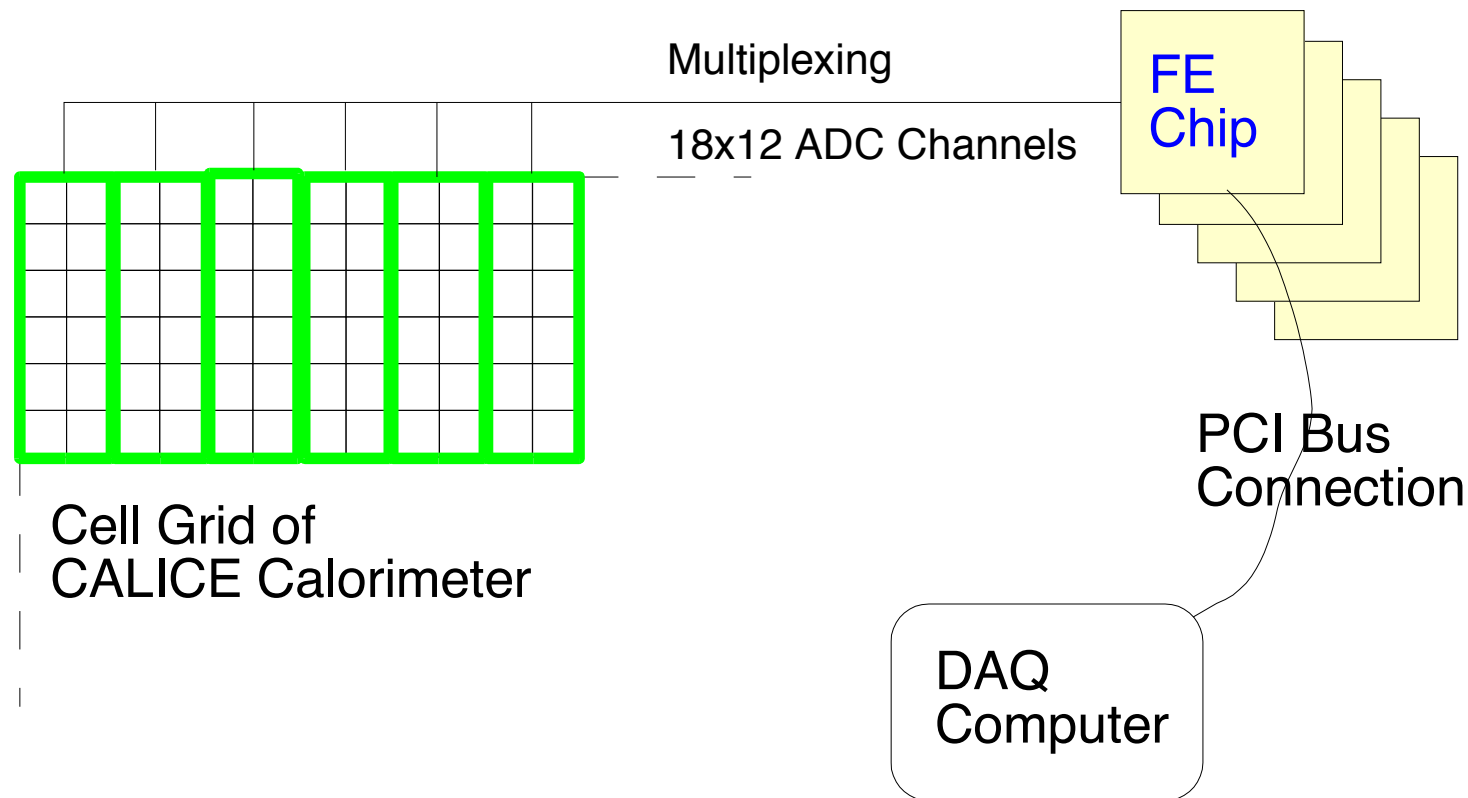 Multiplexing
18x12 ADC Channels
FE
Chip
PCI Bus
Connection
Cell Grid of
CALICE Calorimeter
DAQ
Computer